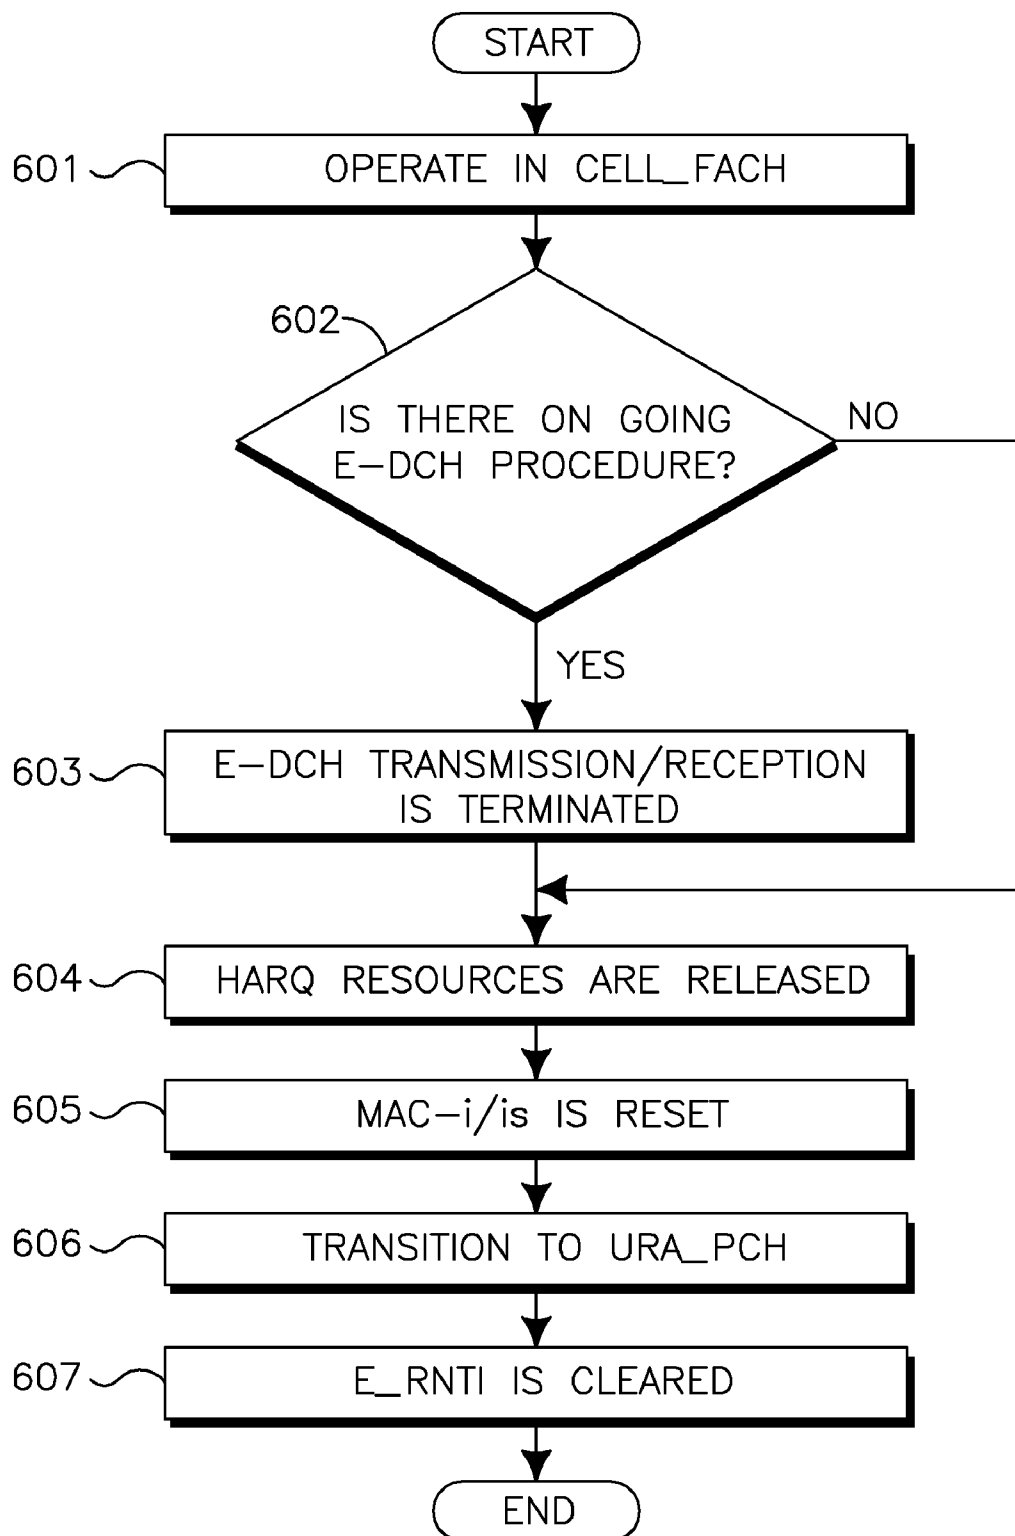 START
601
OPERATE IN CELL_FACH
602
IS THERE ON GOING
E-DCH PROCEDURE?
NO
YES
603
E-DCH TRANSMISSION/RECEPTION
IS TERMINATED
604
HARQ RESOURCES ARE RELEASED
605
MAC-i/is IS RESET
606
TRANSITION TO URA_PCH
607
E_RNTI IS CLEARED
END